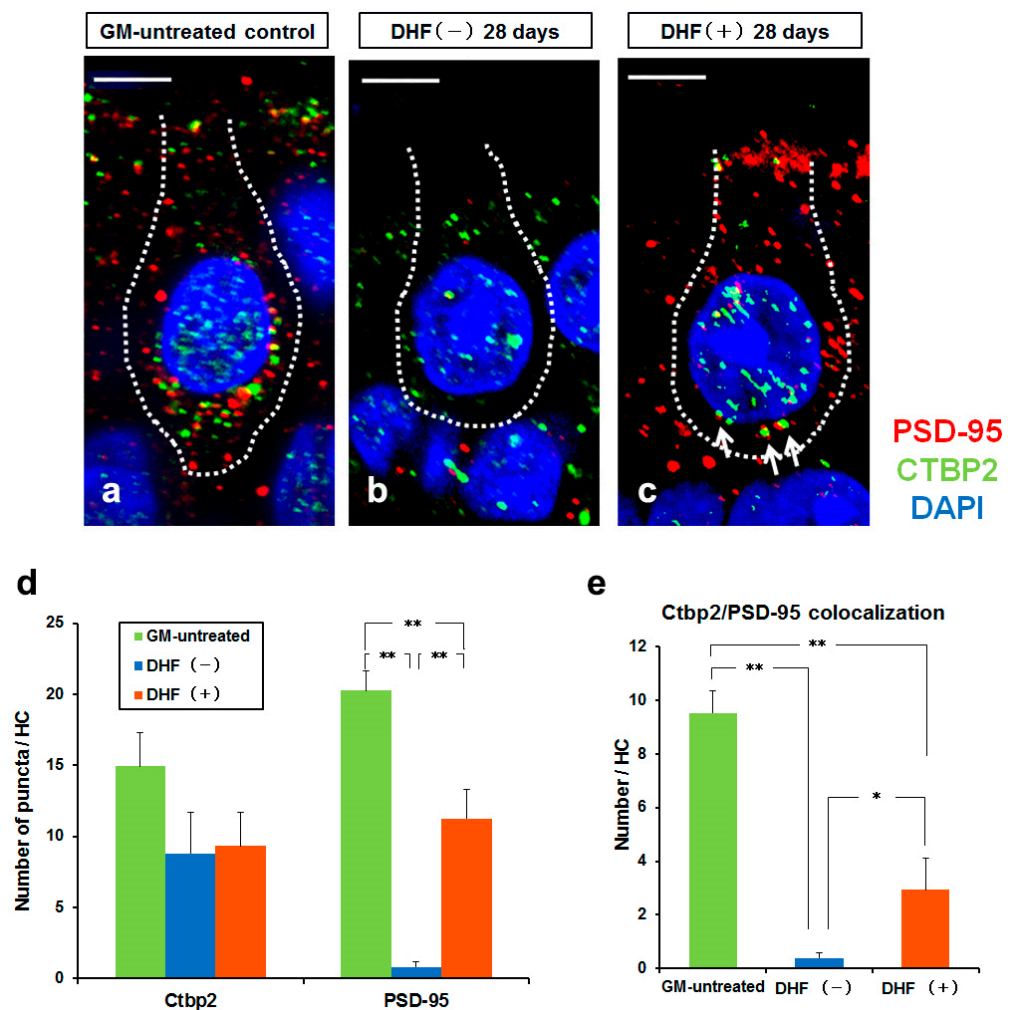 GM-untreated control
DHF (−) 28 days
DHF (+) 28 days
a
b
c
PSD-95
CTBP2
DAPI
d
Number of puncta / HC
25
20
15
10
5
0
GM-untreated
DHF (−)
DHF (+)
**
**
**
Ctbp2
PSD-95
e
Ctbp2/PSD-95 colocalization
Number / HC
12
10
8
6
4
2
0
**
**
*
GM-untreated
DHF (−)
DHF (+)